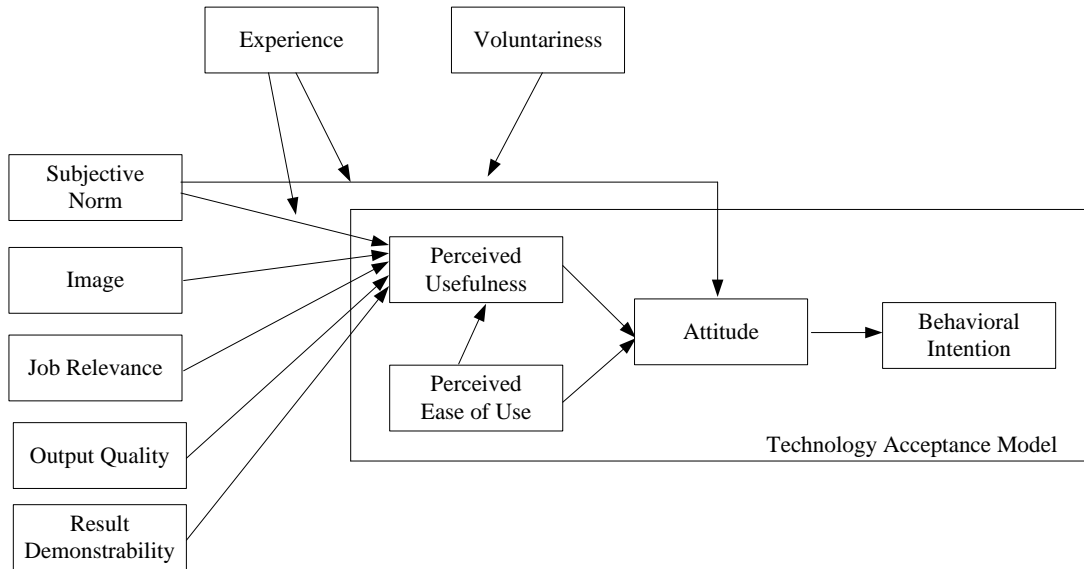 Experience
Voluntariness
Subjective
Norm
Image
Job Relevance
Output Quality
Result
Demonstrability
Perceived
Usefulness
Perceived
Ease of Use
Attitude
Behavioral
Intention
Technology Acceptance Model